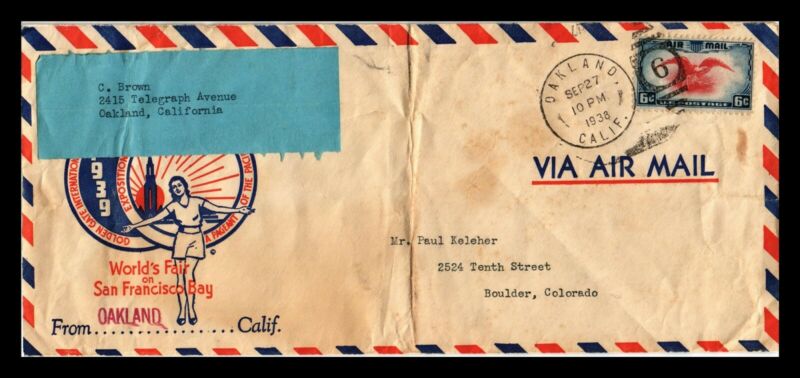 C. Brown
2415 Telegraph Avenue
Oakland, California
OAKLAND,
SEP 27
10 PM
1938
CALIF.
6
AIR MAIL
6c U.S. POSTAGE 6c
VIA AIR MAIL
1939
GOLDEN GATE INTERNATIONAL
EXPOSITION
A PAGEANT OF THE PACI
©
World's Fair
on
San Francisco Bay
From OAKLAND Calif.
Mr. Paul Keleher
2524 Tenth Street
Boulder, Colorado